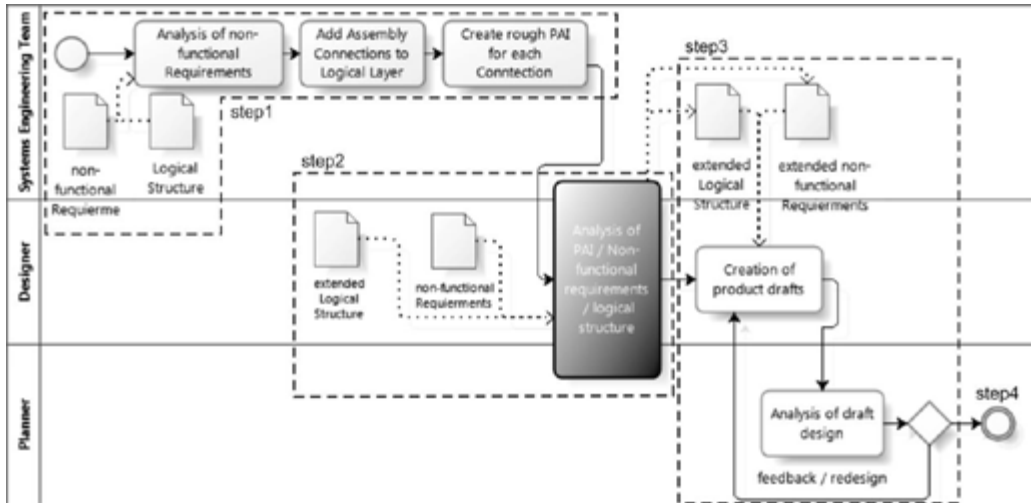 Systems Engineering Team
Analysis of non-
functional
Requirements
Add Assembly
Connections to
Logical Layer
Create rough PAI
for each
Conntection
step1
non-
functional
Requierme
Logical
Structure
step2
step3
extended
Logical
Structure
extended non-
functional
Requierments
Designer
extended
Logical
Structure
non-functional
Requierments
Analysis of
PAI / Non-
functional
requirements
/ logical
structure
Creation of
product drafts
Planner
Analysis of draft
design
feedback / redesign
step4